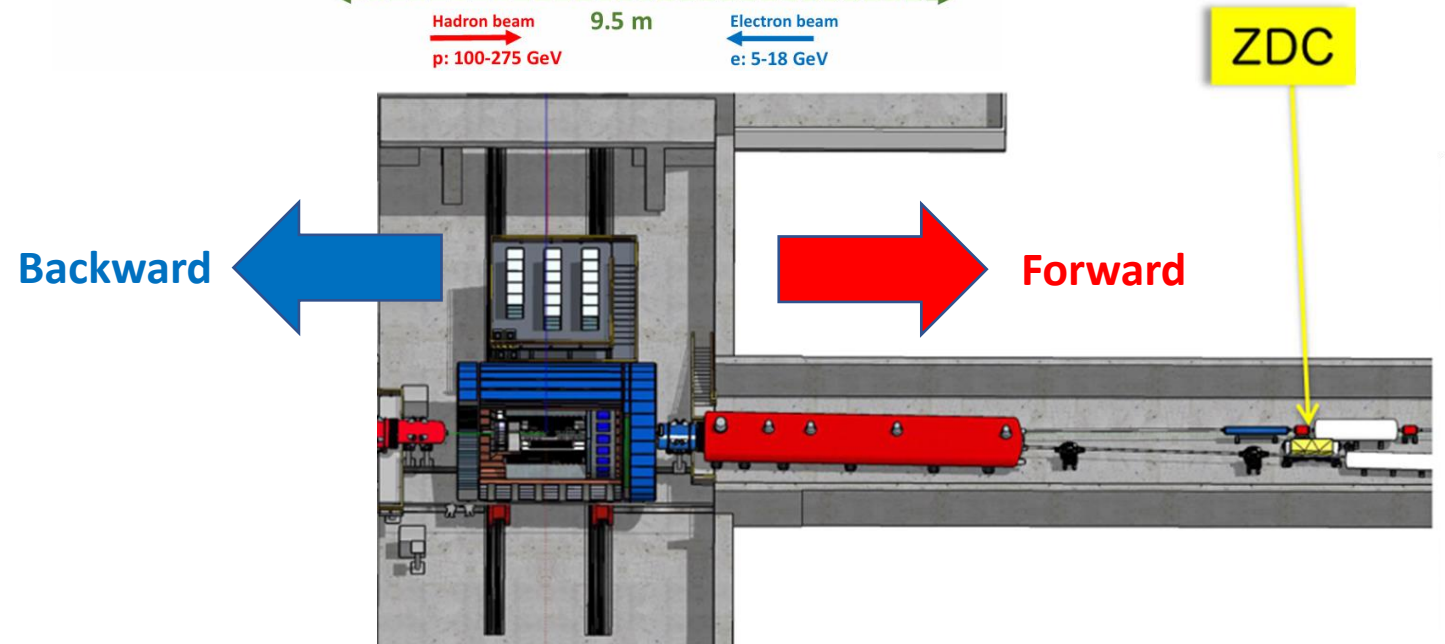 Hadron beam
9.5 m
Electron beam
p: 100-275 GeV
e: 5-18 GeV
ZDC
Backward
Forward